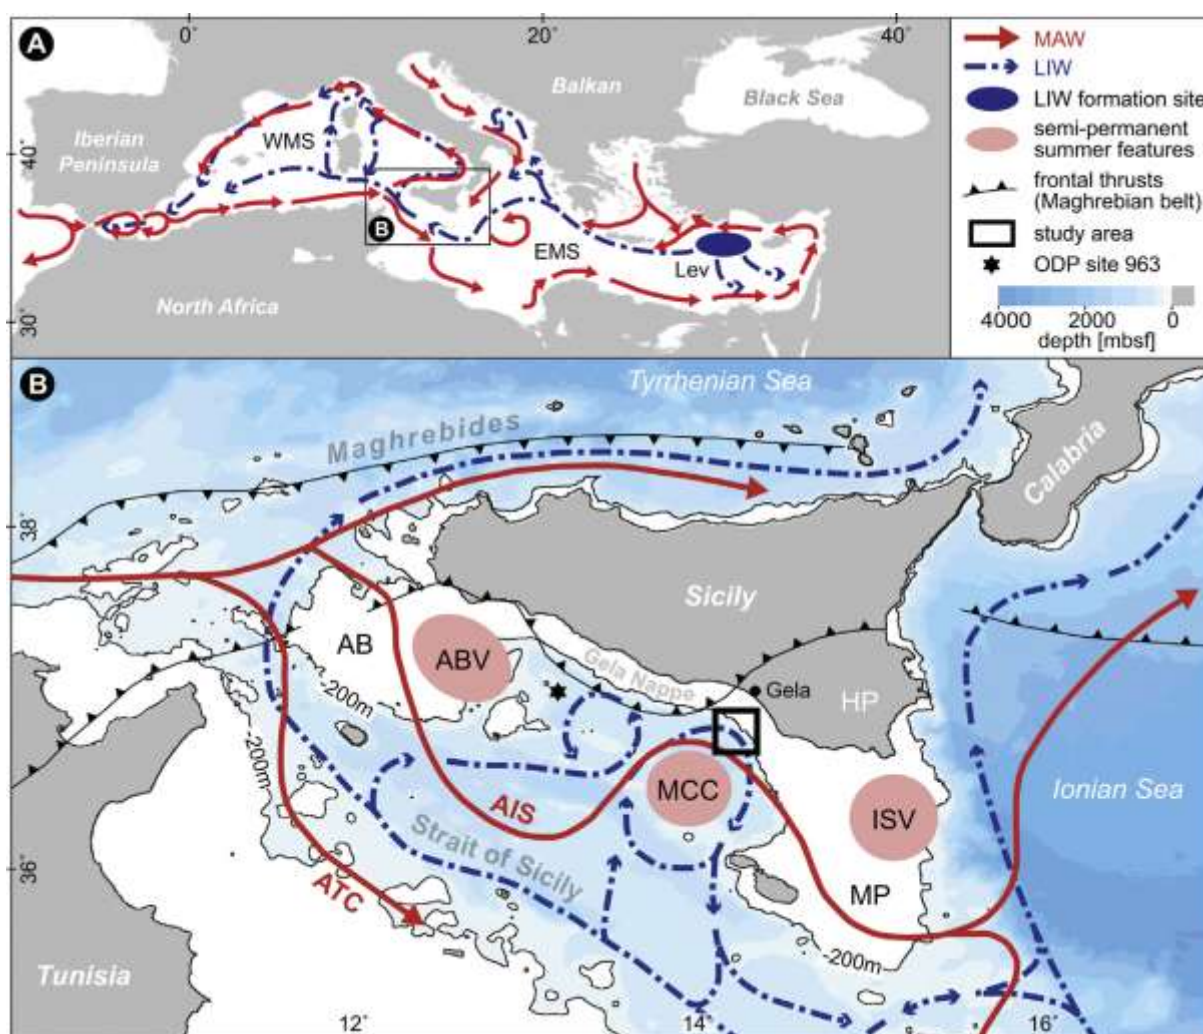 A
0°
20°
40°
Balkan
Black Sea
Iberian
Peninsula
WMS
40°
B
EMS
Lev
North Africa
30°
MAW
LIW
LIW formation site
semi-permanent
summer features
frontal thrusts
(Maghrebian belt)
study area
ODP site 963
4000
2000
0
depth [mbsf]
B
Tyrrhenian Sea
Maghrebides
Calabria
38°
Sicily
AB
ABV
Gela Nappe
Gela
HP
-200m
-200m
MCC
ISV
Ionian Sea
AIS
Strait of Sicily
36°
ATC
MP
-200m
Tunisia
12°
14°
16°